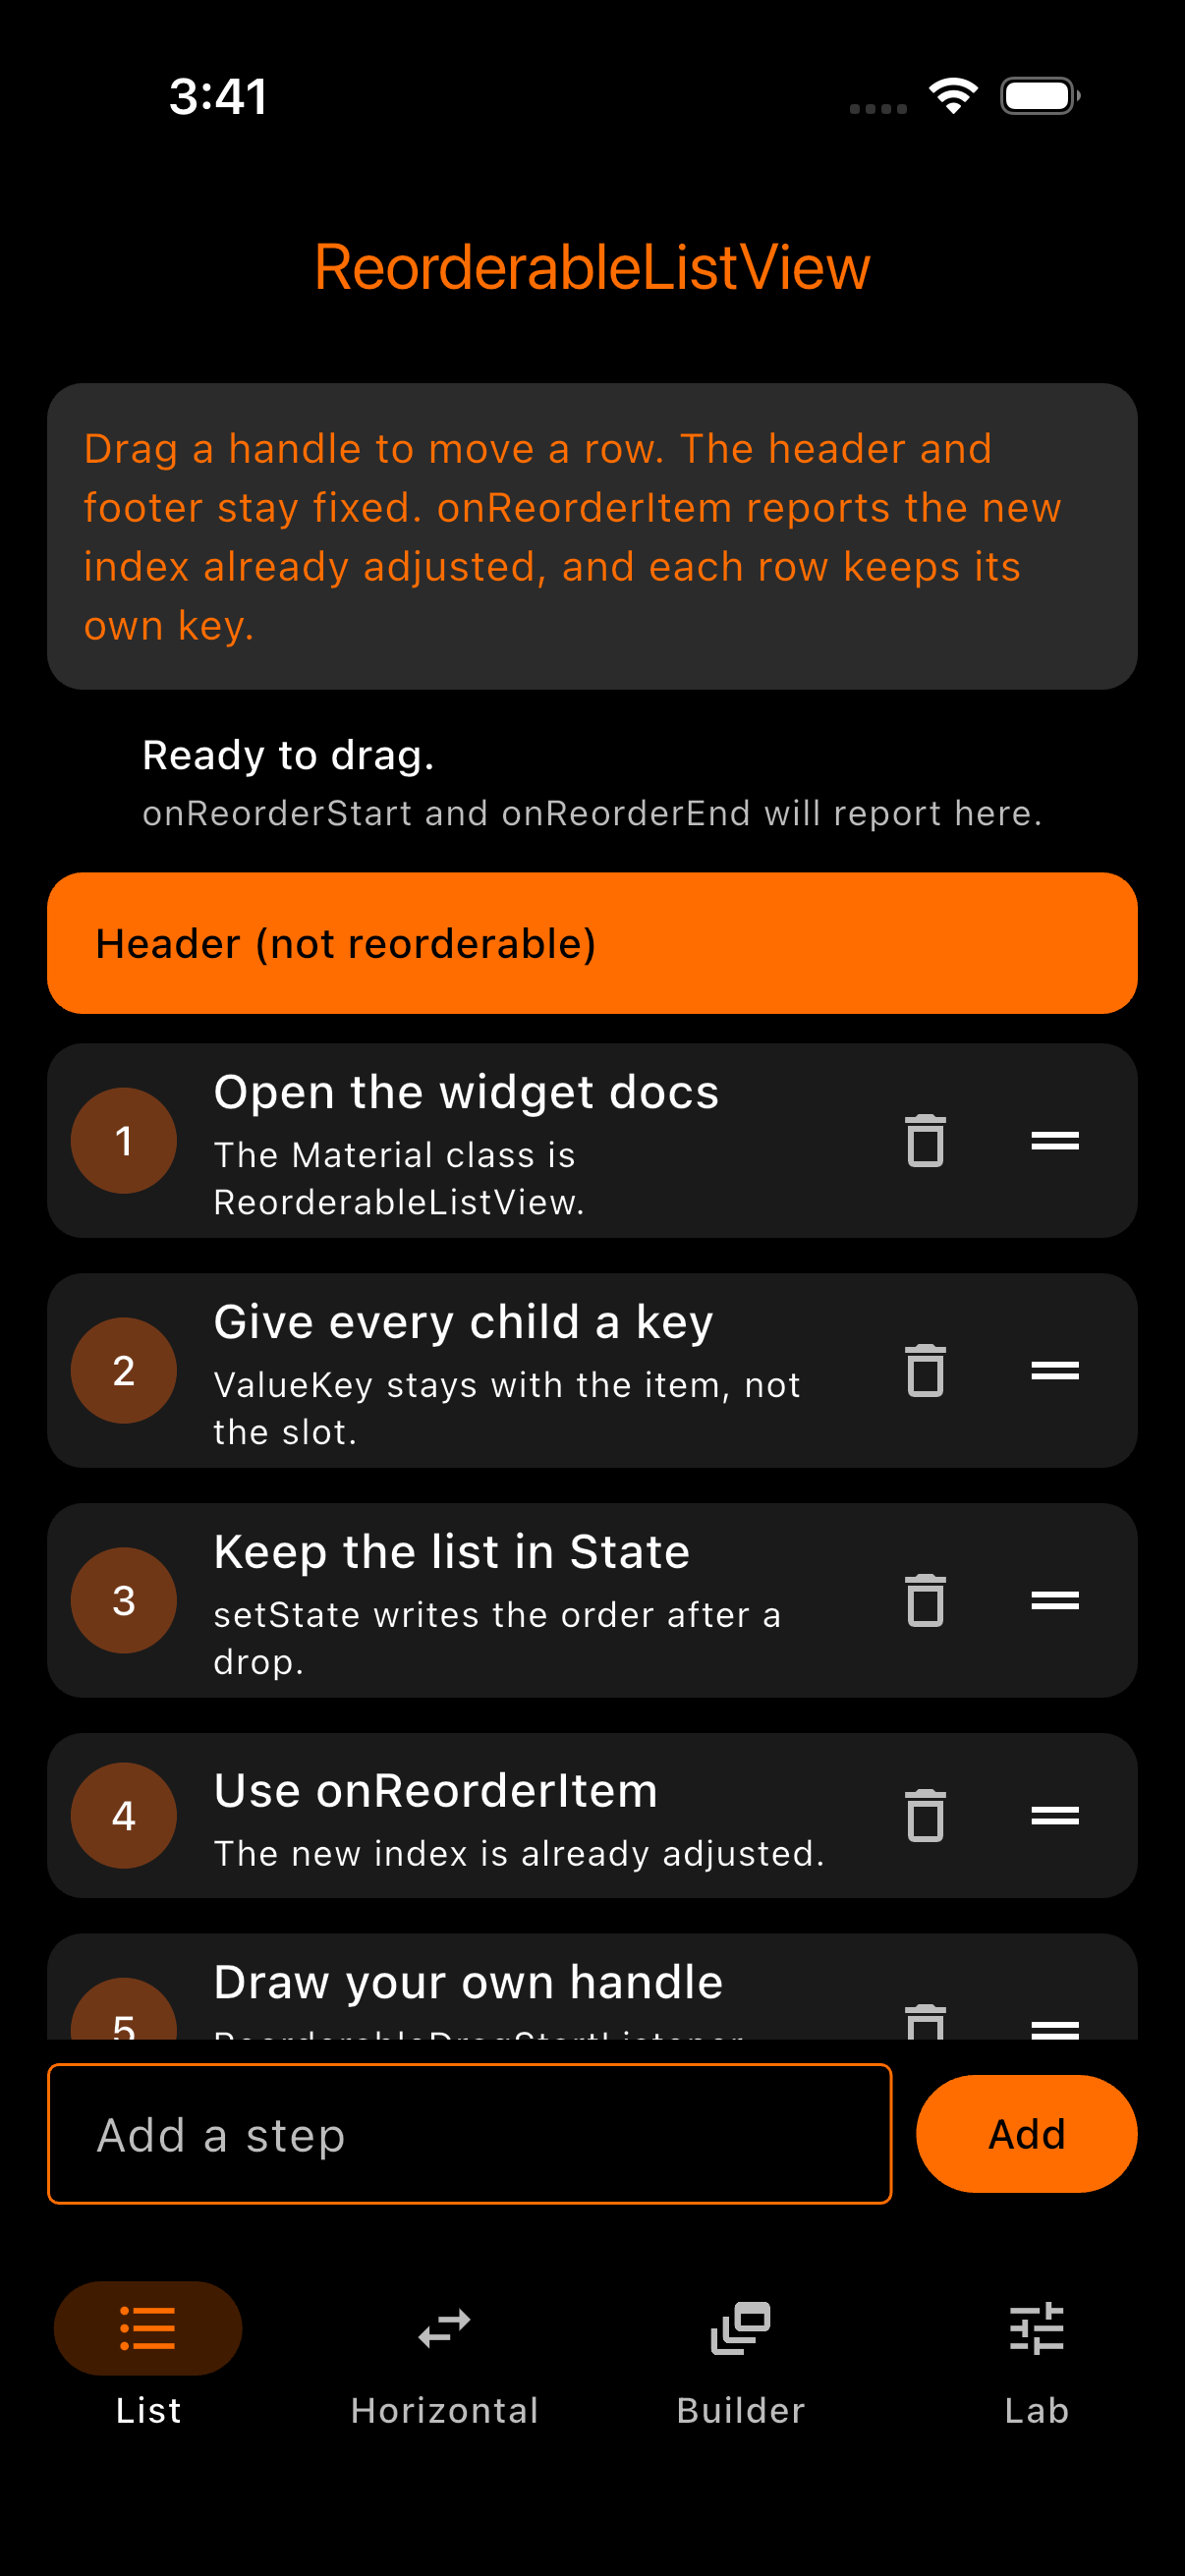 3:41
ReorderableListView
Drag a handle to move a row. The header and
footer stay fixed. onReorderItem reports the new
index already adjusted, and each row keeps its
own key.
Ready to drag.
onReorderStart and onReorderEnd will report here.
Header (not reorderable)
1
Open the widget docs
The Material class is
ReorderableListView.
2
Give every child a key
ValueKey stays with the item, not
the slot.
3
Keep the list in State
setState writes the order after a
drop.
4
Use onReorderItem
The new index is already adjusted.
5
Draw your own handle
ReorderableDragStartListener
Add a step
Add
List
Horizontal
Builder
Lab